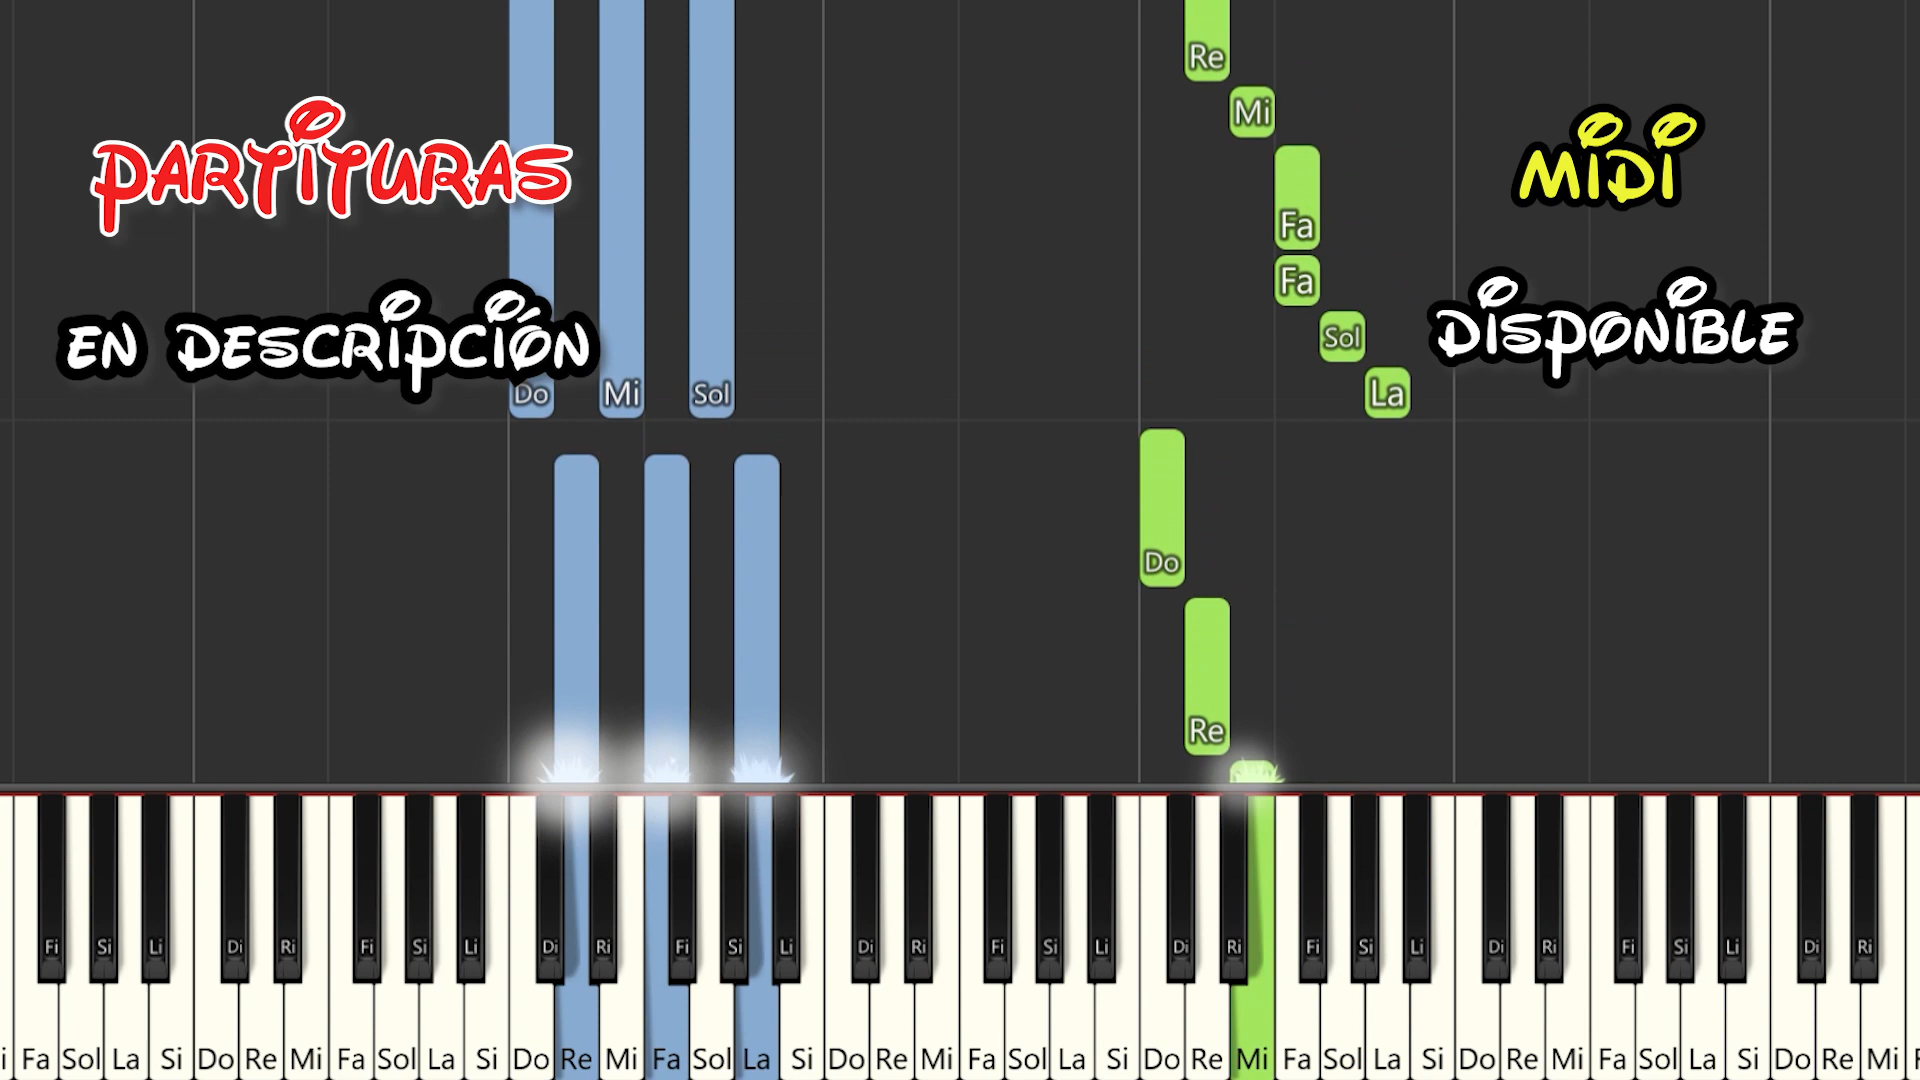 Re
Mi
PARTITURAS
MIDI
Fa
Fa
EN DESCRIPCIÓN
DISPONIBLE
Sol
Do Mi Sol
La
Do
Re
Fi Si Li Di Ri Fi Si Li Di Ri Fi Si Li Di Ri Fi Si Li Di Ri Fi Si Li Di Ri Fi Si Li Di Ri
i Fa Sol La Si Do Re Mi Fa Sol La Si Do Re Mi Fa Sol La Si Do Re Mi Fa Sol La Si Do Re Mi Fa Sol La Si Do Re Mi Fa Sol La Si Do Re Mi F